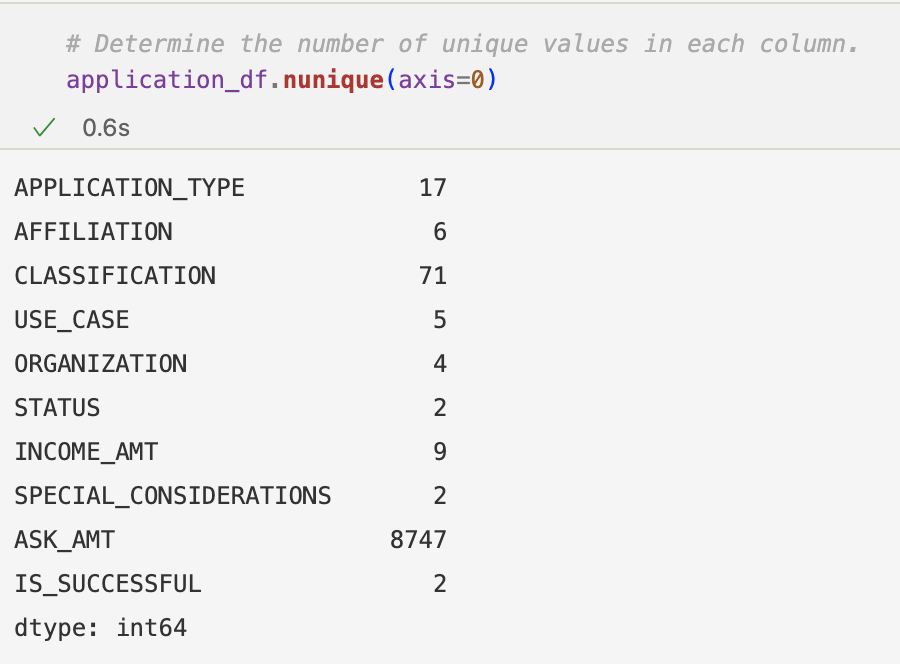 # Determine the number of unique values in each column.
application_df.nunique(axis=0)
✓ 0.6s
APPLICATION_TYPE 17
AFFILIATION 6
CLASSIFICATION 71
USE_CASE 5
ORGANIZATION 4
STATUS 2
INCOME_AMT 9
SPECIAL_CONSIDERATIONS 2
ASK_AMT 8747
IS_SUCCESSFUL 2
dtype: int64